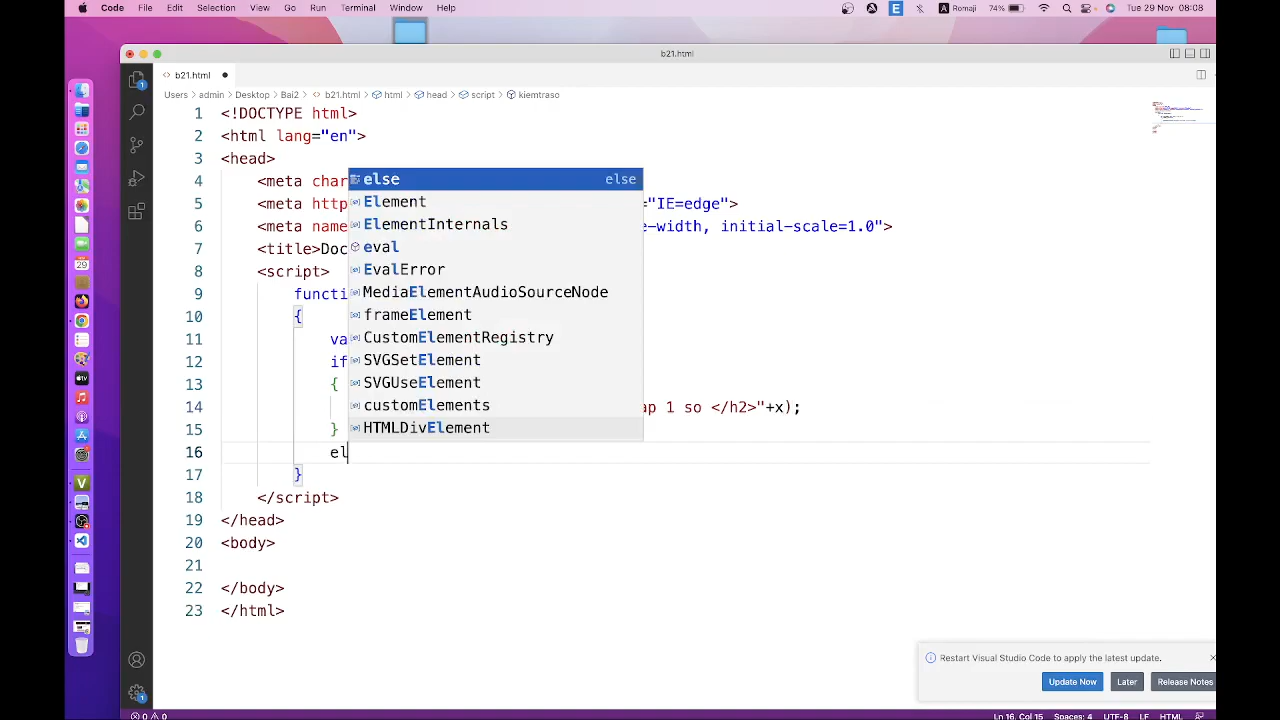 Code File Edit Selection View Go Run Terminal Window Help
E A Romaji 74% Tue 29 Nov 08:08
b21.html
<> b21.html ●
Users > admin > Desktop > Bai2 > <> b21.html > html > head > script > kiemtraso
1 <!DOCTYPE html>
2 <html lang="en">
3 <head>
4 <meta char
5 <meta http ="IE=edge">
6 <meta name e-width, initial-scale=1.0">
7 <title>Doc
8 <script>
9 functi
10 {
11 va
12 if
13 {
14 ap 1 so </h2>"+x);
15 }
16 el
17 }
18 </script>
19 </head>
20 <body>
21
22 </body>
23 </html>
else else
Element
ElementInternals
eval
EvalError
MediaElementAudioSourceNode
frameElement
CustomElementRegistry
SVGSetElement
SVGUseElement
customElements
HTMLDivElement
Restart Visual Studio Code to apply the latest update.
Update Now Later Release Notes
0 0 Ln 16, Col 15 Spaces: 4 UTF-8 LF HTML